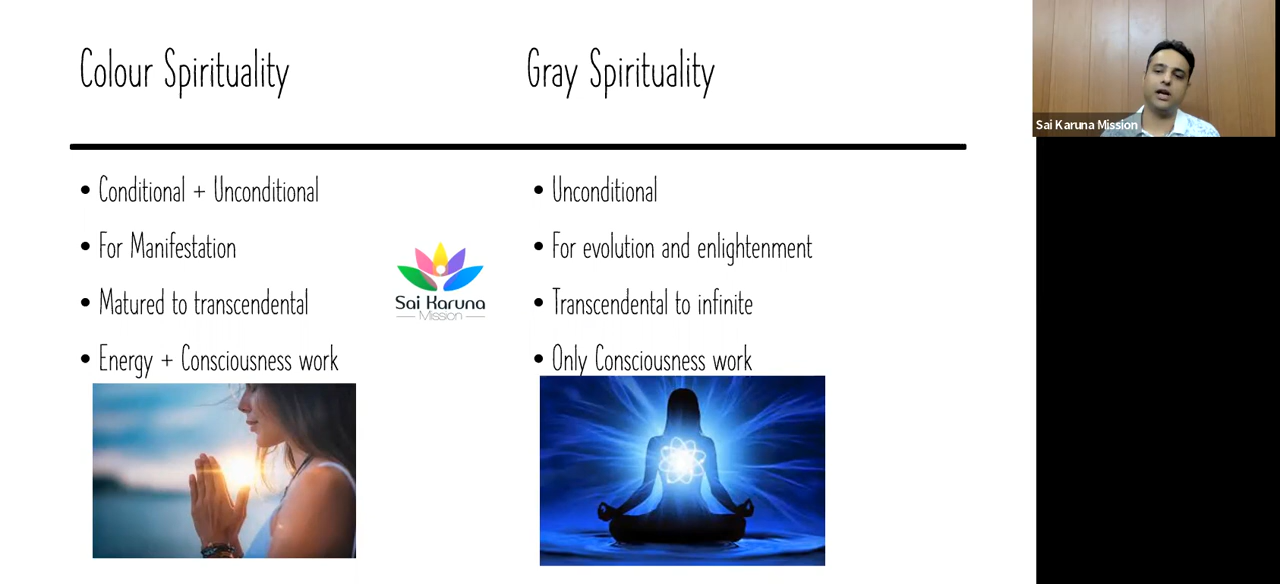 Colour Spirituality
Gray Spirituality
• Conditional + Unconditional
• For Manifestation
• Matured to transcendental
• Energy + Consciousness work
Sai Karuna
Mission
• Unconditional
• For evolution and enlightenment
• Transcendental to infinite
• Only Consciousness work
Sai Karuna Mission